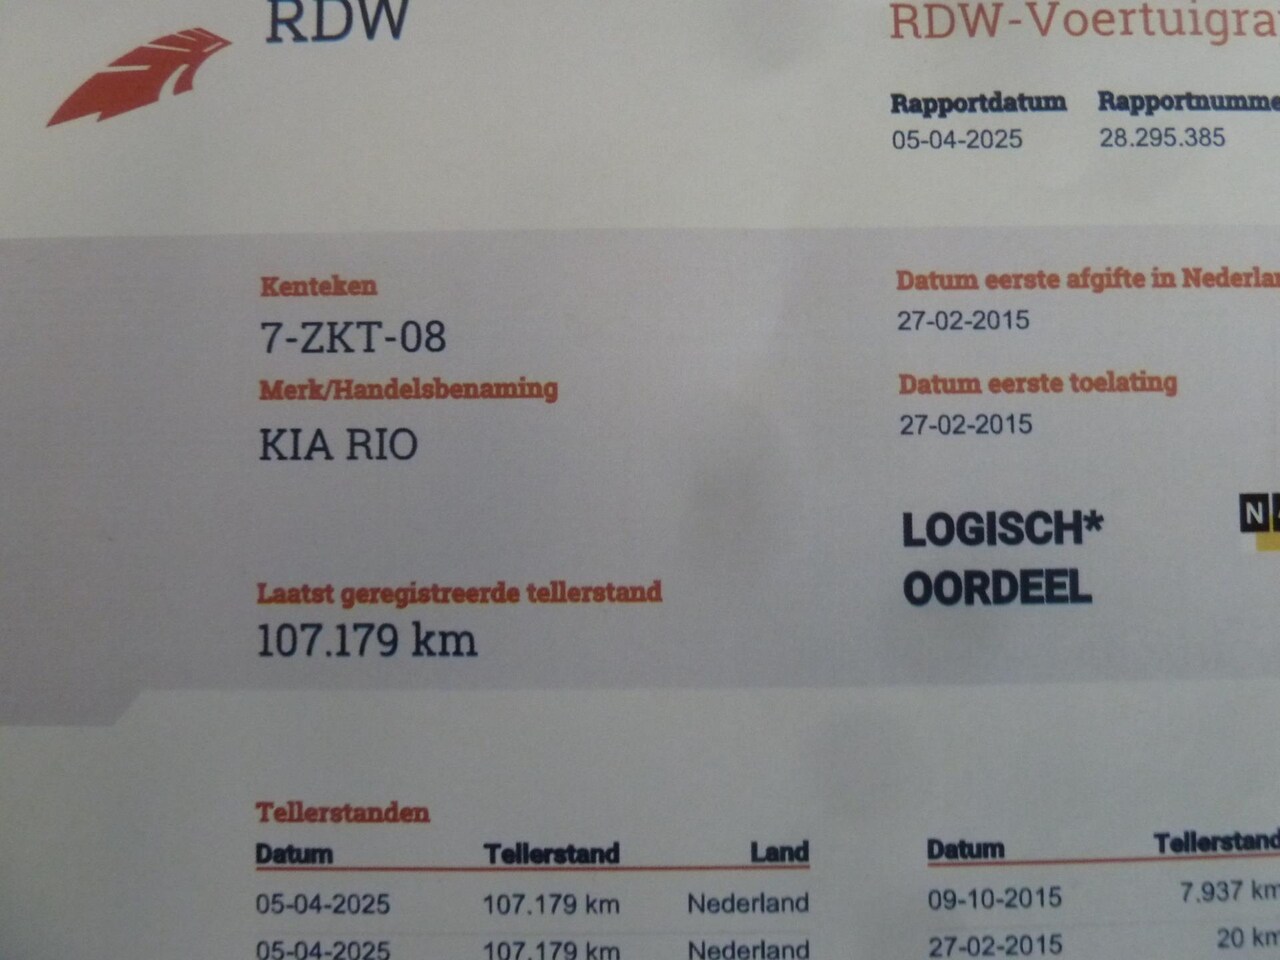 RDW
RDW-Voertuigra
Rapportdatum Rapportnumme
05-04-2025 28.295.385
Kenteken
7-ZKT-08
Merk/Handelsbenaming
KIA RIO
Laatst geregistreerde tellerstand
107.179 km
Datum eerste afgifte in Nederlan
27-02-2015
Datum eerste toelating
27-02-2015
LOGISCH*
OORDEEL
NA
Tellerstanden
Datum Tellerstand Land
05-04-2025 107.179 km Nederland
05-04-2025 107.179 km Nederland
Datum Tellerstand
09-10-2015 7.937 km
27-02-2015 20 km